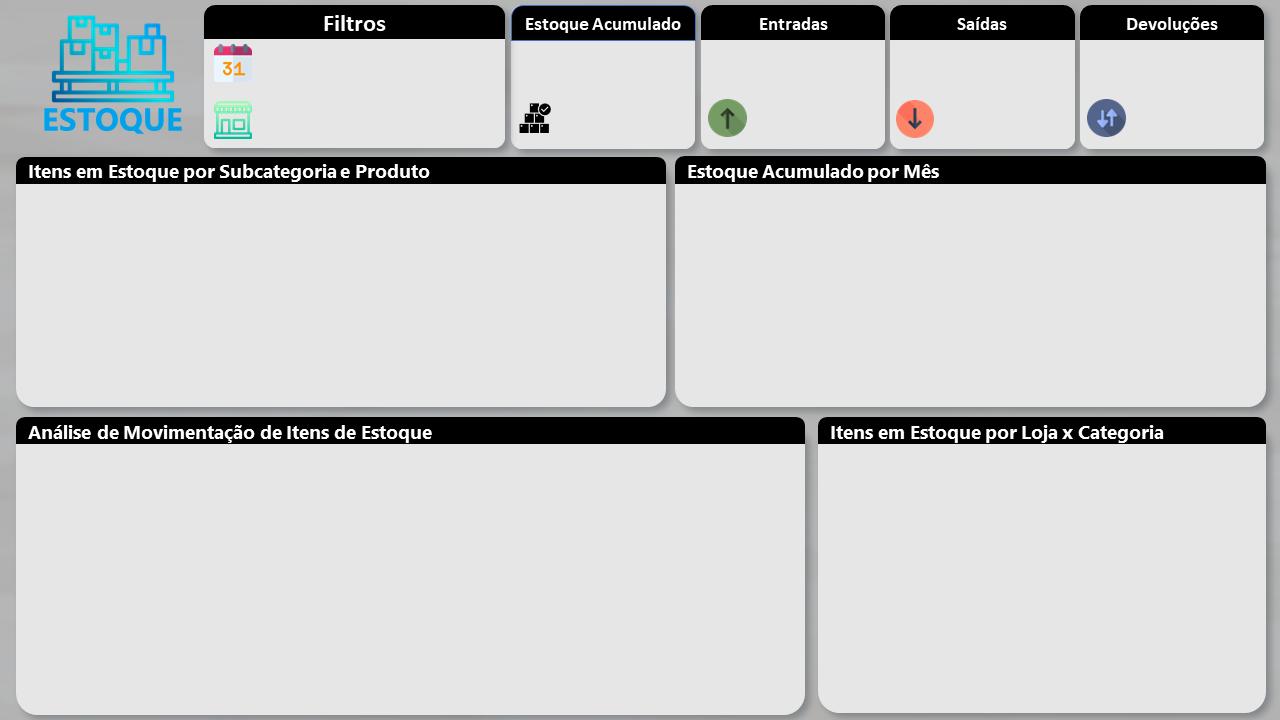 ESTOQUE
Filtros
31
Estoque Acumulado
Entradas
Saídas
Devoluções
Itens em Estoque por Subcategoria e Produto
Estoque Acumulado por Mês
Análise de Movimentação de Itens de Estoque
Itens em Estoque por Loja x Categoria